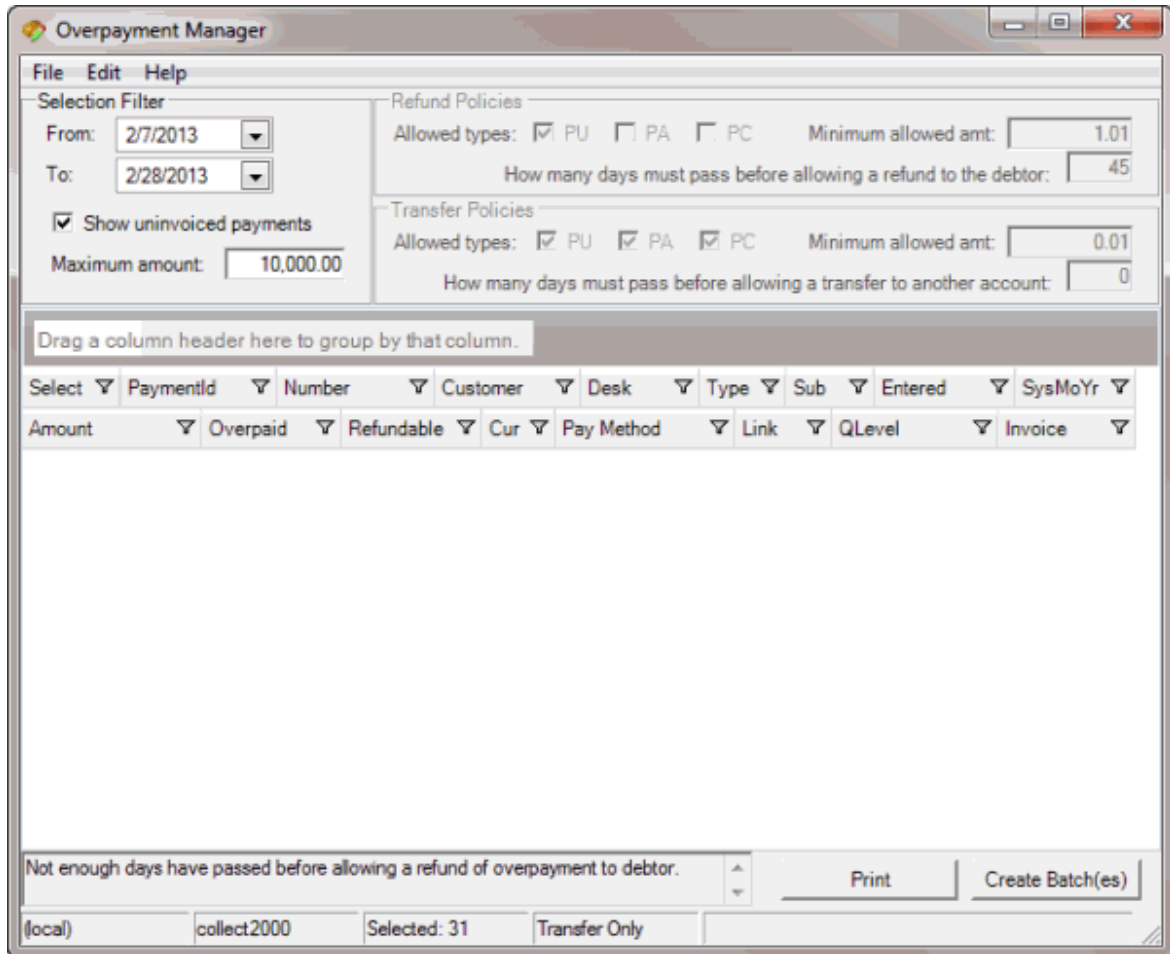 Overpayment Manager
File Edit Help
Selection Filter
From: 2/7/2013
To: 2/28/2013
Show uninvoiced payments
Maximum amount: 10,000.00
Refund Policies
Allowed types: PU PA PC Minimum allowed amt: 1.01
How many days must pass before allowing a refund to the debtor: 45
Transfer Policies
Allowed types: PU PA PC Minimum allowed amt: 0.01
How many days must pass before allowing a transfer to another account: 0
Drag a column header here to group by that column.
Select PaymentId Number Customer Desk Type Sub Entered SysMoYr
Amount Overpaid Refundable Cur Pay Method Link QLevel Invoice
Not enough days have passed before allowing a refund of overpayment to debtor.
Print Create Batch(es)
(local) collect2000 Selected: 31 Transfer Only